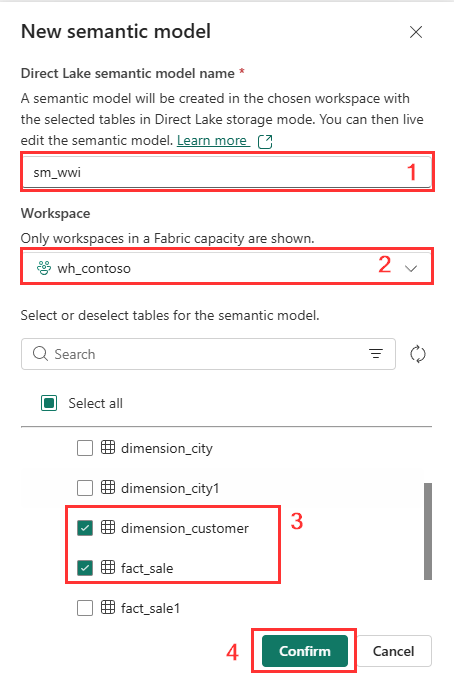 New semantic model
Direct Lake semantic model name *
A semantic model will be created in the chosen workspace with
the selected tables in Direct Lake storage mode. You can then live
edit the semantic model. Learn more
sm_wwi 1
Workspace
Only workspaces in a Fabric capacity are shown.
wh_contoso 2
Select or deselect tables for the semantic model.
Search
Select all
dimension_city
dimension_city1
dimension_customer 3
fact_sale
fact_sale1
4 Confirm Cancel